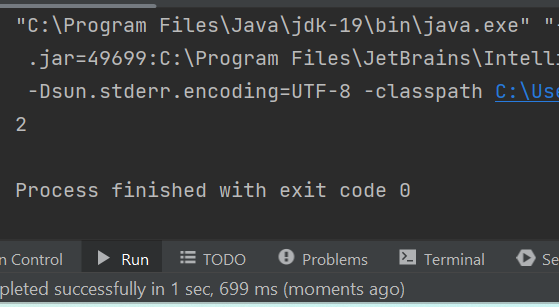 "C:\Program Files\Java\jdk-19\bin\java.exe" "-
.jar=49699:C:\Program Files\JetBrains\Intelli
-Dsun.stderr.encoding=UTF-8 -classpath C:\Use
2
Process finished with exit code 0
n Control Run TODO Problems Terminal Se
pleted successfully in 1 sec, 699 ms (moments ago)